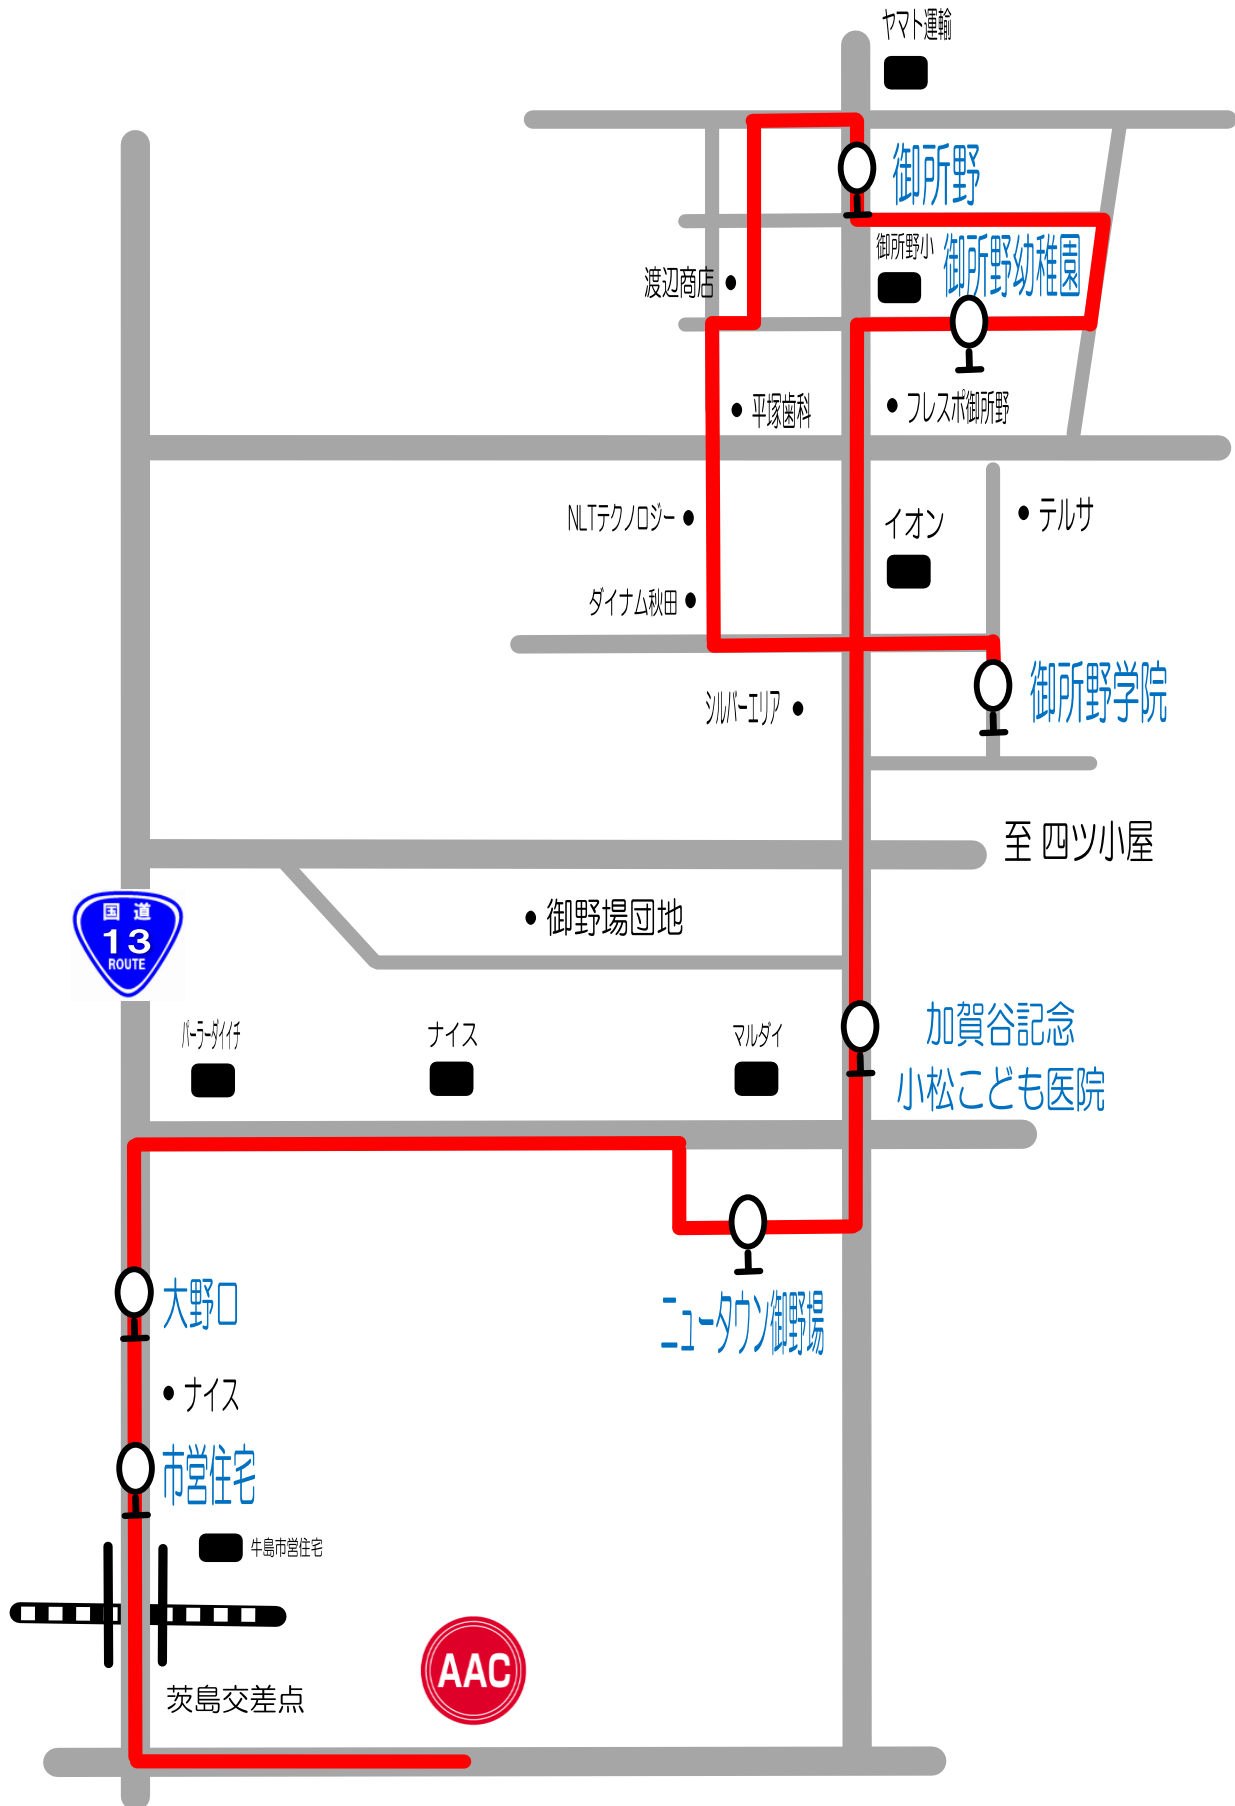 ヤマト運輸
御所野
御所野小
御所野幼稚園
渡辺商店
平塚歯科
フレスポ御所野
NLTテクノロジー
イオン
テルサ
ダイナム秋田
御所野学院
シルバーエリア
至 四ツ小屋
国道
13
ROUTE
御野場団地
加賀谷記念
小松こども医院
パーラーダイイチ
ナイス
マルダイ
大野口
ニュータウン御野場
ナイス
市営住宅
牛島市営住宅
AAC
茨島交差点